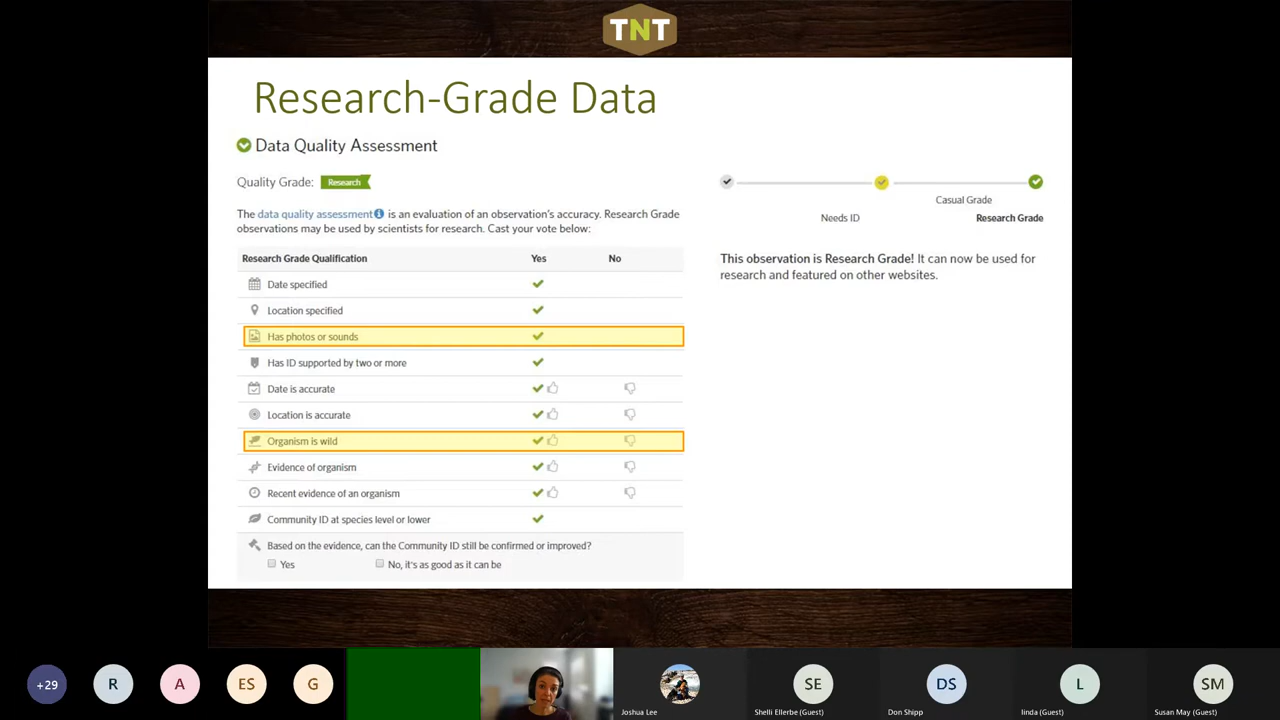 TNT
Research-Grade Data
Data Quality Assessment
Quality Grade: Research
The data quality assessment is an evaluation of an observation's accuracy. Research Grade
observations may be used by scientists for research. Cast your vote below:
Research Grade Qualification Yes No
Date specified
Location specified
Has photos or sounds
Has ID supported by two or more
Date is accurate
Location is accurate
Organism is wild
Evidence of organism
Recent evidence of an organism
Community ID at species level or lower
Based on the evidence, can the Community ID still be confirmed or improved?
Yes No, it's as good as it can be
Casual Grade
Needs ID Research Grade
This observation is Research Grade! It can now be used for
research and featured on other websites.
+29 R A ES G SE DS L SM
Joshua Lee Shelli Ellerbe (Guest) Don Shipp linda (Guest) Susan May (Guest)